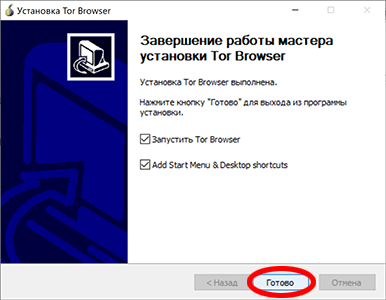 Установка Tor Browser
Завершение работы мастера
установки Tor Browser
Установка Tor Browser выполнена.
Нажмите кнопку "Готово" для выхода из программы
установки.
Запустить Tor Browser
Add Start Menu & Desktop shortcuts
< Назад
Готово
Отмена